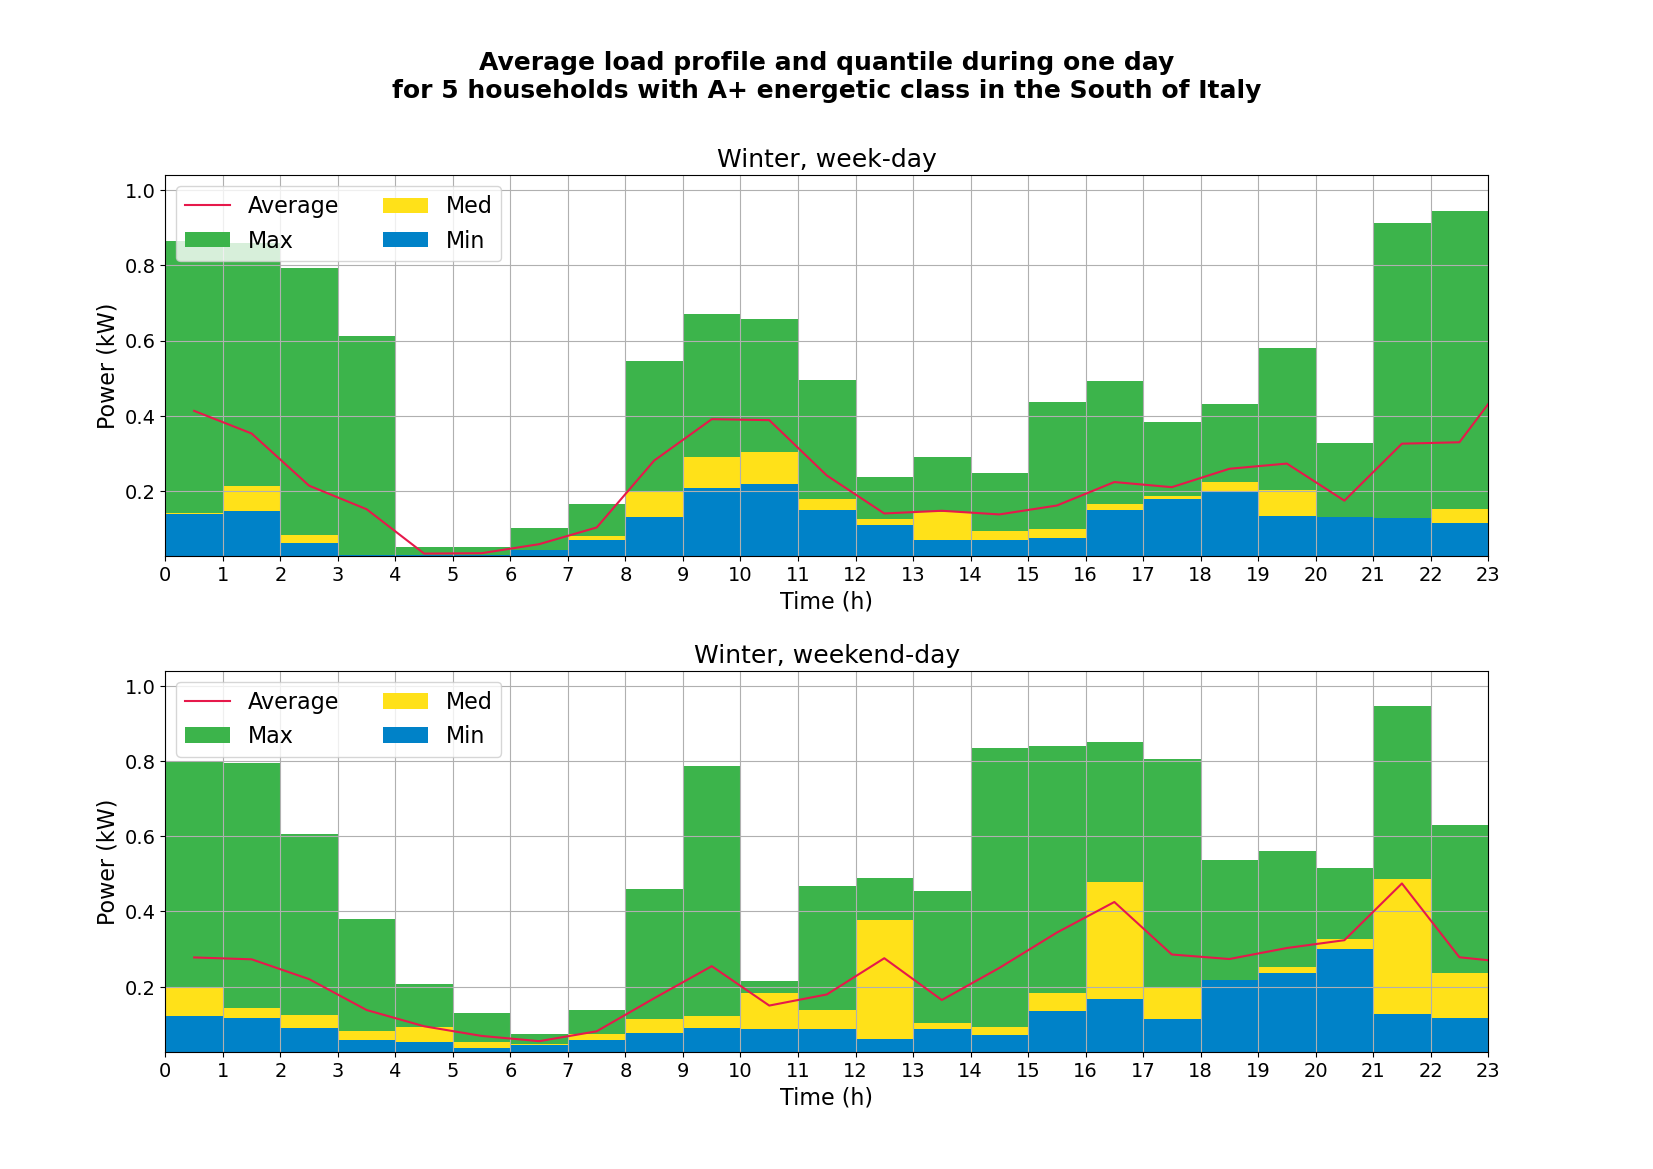 Average load profile and quantile during one day
for 5 households with A+ energetic class in the South of Italy
Winter, week-day
Average
Med
Max
Min
1.0
0.8
0.6
0.4
0.2
Power (kW)
0 1 2 3 4 5 6 7 8 9 10 11 12 13 14 15 16 17 18 19 20 21 22 23
Time (h)
Winter, weekend-day
Average
Med
Max
Min
1.0
0.8
0.6
0.4
0.2
Power (kW)
0 1 2 3 4 5 6 7 8 9 10 11 12 13 14 15 16 17 18 19 20 21 22 23
Time (h)